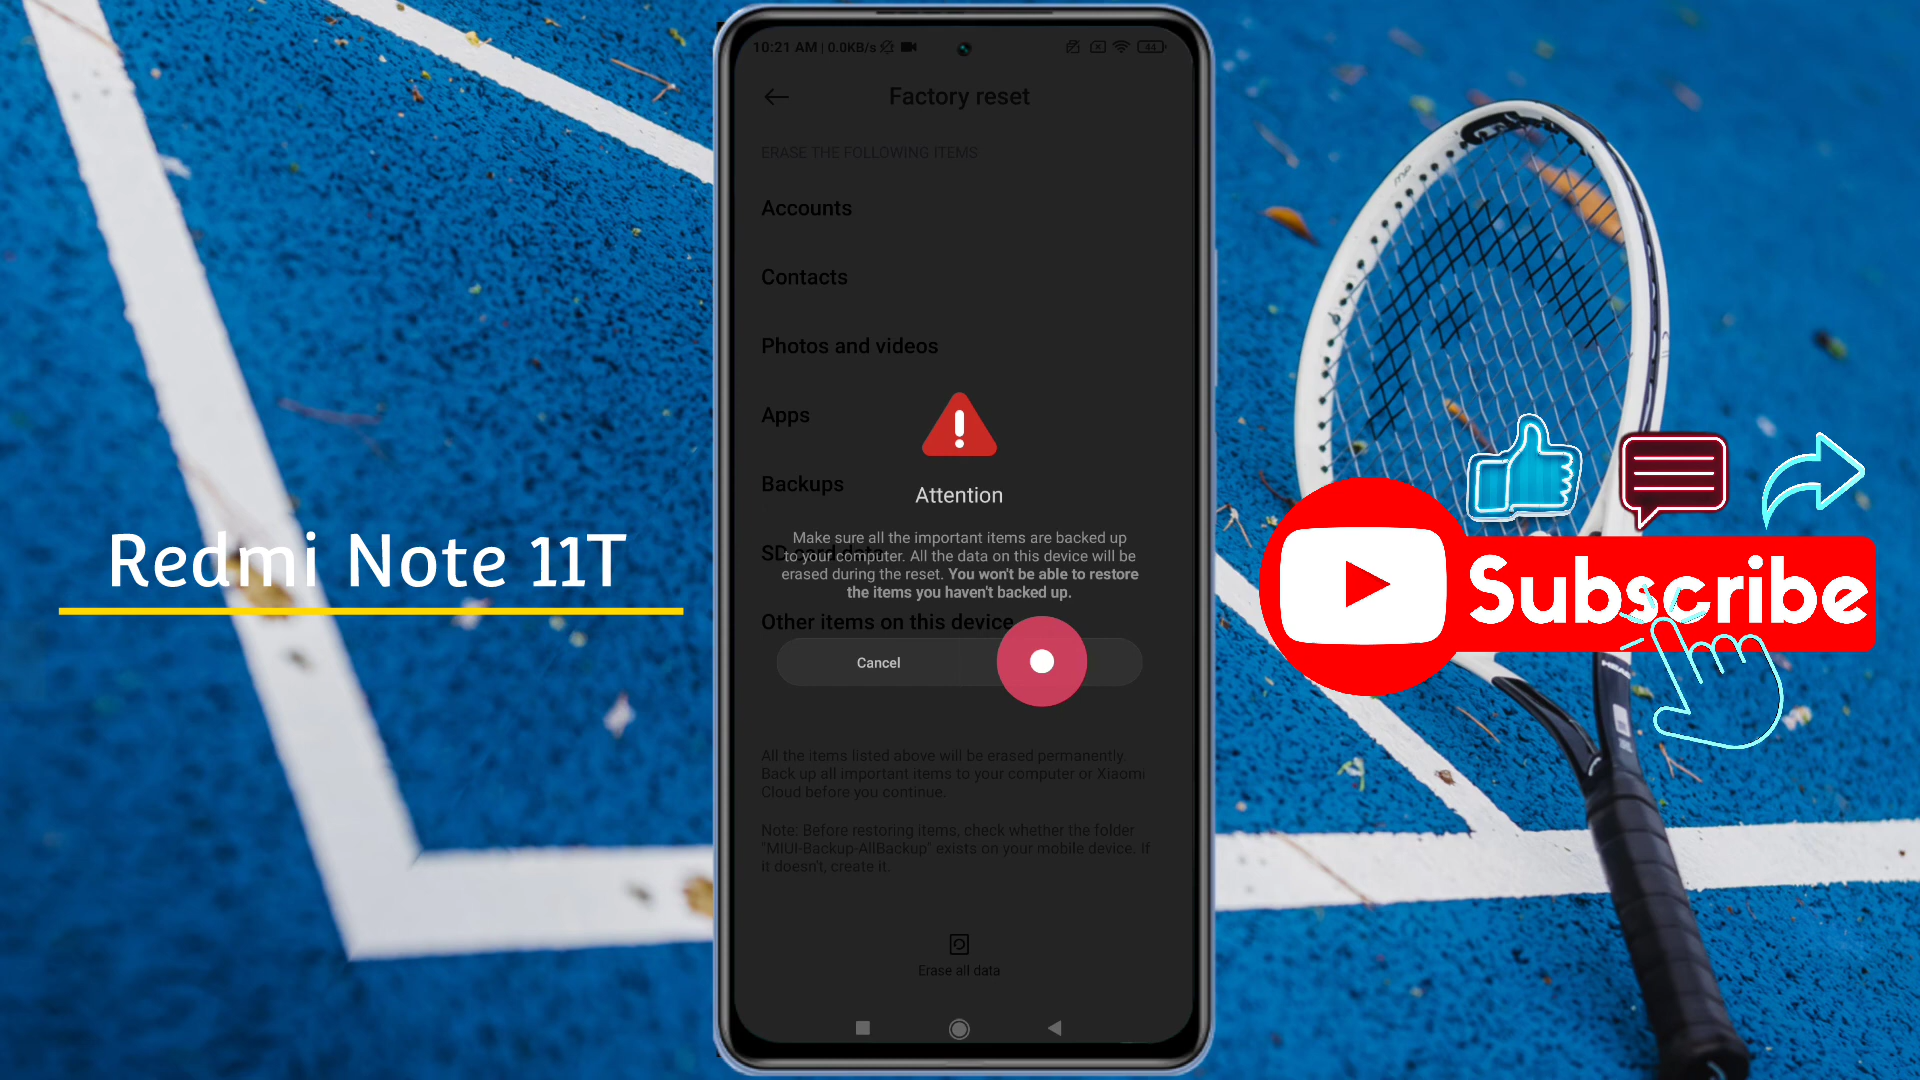 10:21 AM | 0.0KB/s
44
Factory reset
ERASE THE FOLLOWING ITEMS
Accounts
Contacts
Photos and videos
Apps
Backups
Attention
Make sure all the important items are backed up
to your computer. All the data on this device will be
erased during the reset. You won't be able to restore
the items you haven't backed up.
SD card data
Other items on this device
Cancel
All the items listed above will be erased permanently.
Back up all important items to your computer or Xiaomi
Cloud before you continue.
Note: Before restoring items, check whether the folder
"MIUI-Backup-AllBackup" exists on your mobile device. If
it doesn't, create it.
Erase all data
Redmi Note 11T
Subscribe